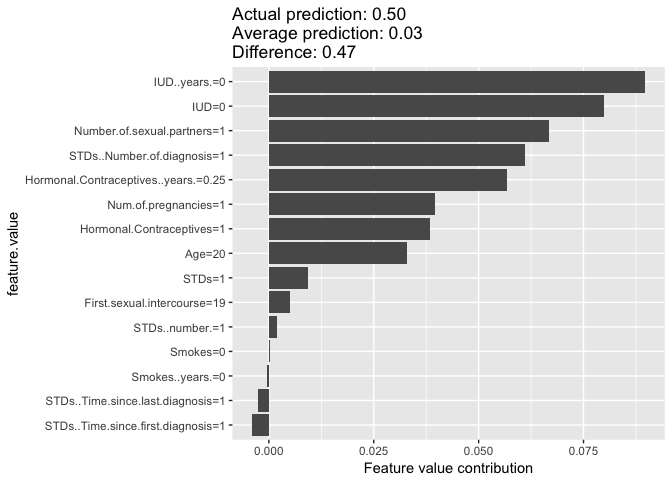 Actual prediction: 0.50
Average prediction: 0.03
Difference: 0.47
feature.value
IUD..years.=0
IUD=0
Number.of.sexual.partners=1
STDs..Number.of.diagnosis=1
Hormonal.Contraceptives..years.=0.25
Num.of.pregnancies=1
Hormonal.Contraceptives=1
Age=20
STDs=1
First.sexual.intercourse=19
STDs..number.=1
Smokes=0
Smokes..years.=0
STDs..Time.since.last.diagnosis=1
STDs..Time.since.first.diagnosis=1
0.000 0.025 0.050 0.075
Feature value contribution